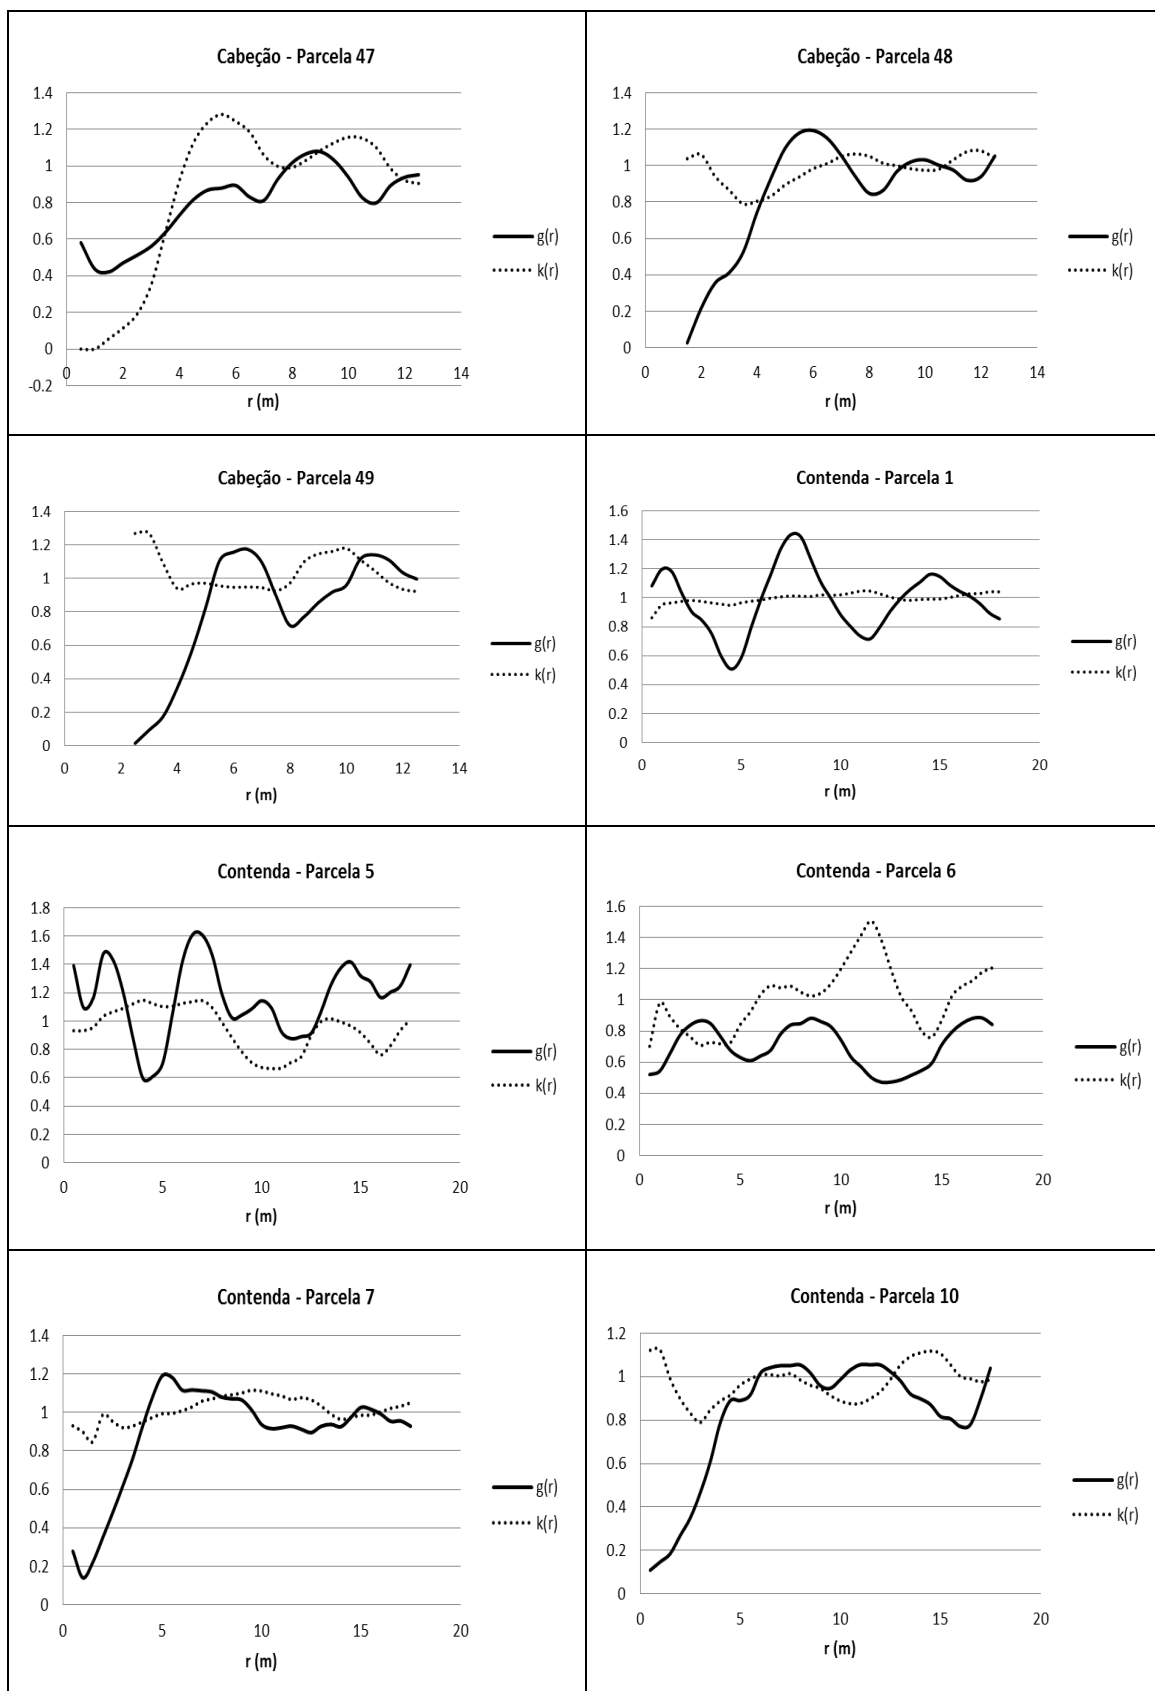 Cabeção - Parcela 47
1.4
1.2
1
0.8
0.6
0.4
0.2
0
-0.2
0 2 4 6 8 10 12 14
r (m)
g(r)
k(r)
Cabeção - Parcela 48
1.4
1.2
1
0.8
0.6
0.4
0.2
0
0 2 4 6 8 10 12 14
r (m)
g(r)
k(r)
Cabeção - Parcela 49
1.4
1.2
1
0.8
0.6
0.4
0.2
0
0 2 4 6 8 10 12 14
r (m)
g(r)
k(r)
Contenda - Parcela 1
1.6
1.4
1.2
1
0.8
0.6
0.4
0.2
0
0 5 10 15 20
r (m)
g(r)
k(r)
Contenda - Parcela 5
1.8
1.6
1.4
1.2
1
0.8
0.6
0.4
0.2
0
0 5 10 15 20
r (m)
g(r)
k(r)
Contenda - Parcela 6
1.6
1.4
1.2
1
0.8
0.6
0.4
0.2
0
0 5 10 15 20
r (m)
g(r)
k(r)
Contenda - Parcela 7
1.4
1.2
1
0.8
0.6
0.4
0.2
0
0 5 10 15 20
r (m)
g(r)
k(r)
Contenda - Parcela 10
1.2
1
0.8
0.6
0.4
0.2
0
0 5 10 15 20
r (m)
g(r)
k(r)